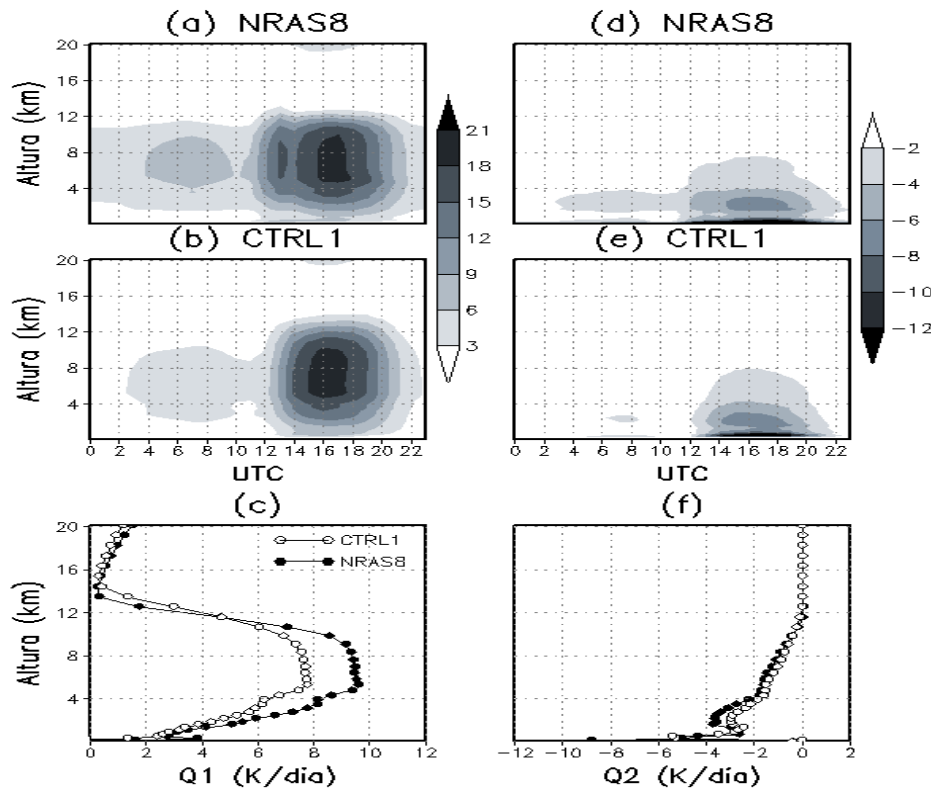 (a) NRAS8
(d) NRAS8
Altura (km)
20
16
12
8
4
21
18
15
12
9
6
3
-2
-4
-6
-8
-10
-12
(b) CTRL1
(e) CTRL1
Altura (km)
20
16
12
8
4
0 2 4 6 8 10 12 14 16 18 20 22
0 2 4 6 8 10 12 14 16 18 20 22
UTC
UTC
(c)
(f)
Altura (km)
20
16
12
8
4
CTRL1
NRAS8
0 2 4 6 8 10 12
-12 -10 -8 -6 -4 -2 0 2
Q1 (K/dia)
Q2 (K/dia)